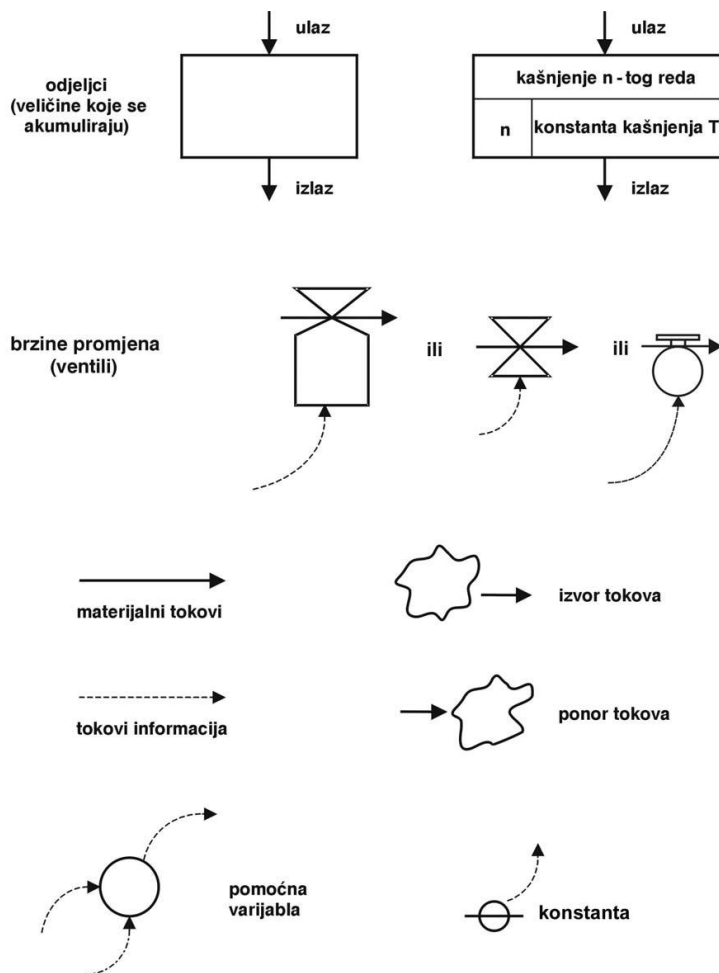 ulaz
ulaz
odjeljci
(veličine koje se
akumuliraju)
kašnjenje n - tog reda
n
konstanta kašnjenja T
izlaz
izlaz
brzine promjena
(ventili)
ili
ili
materijalni tokovi
izvor tokova
tokovi informacija
ponor tokova
pomoćna
varijabla
konstanta